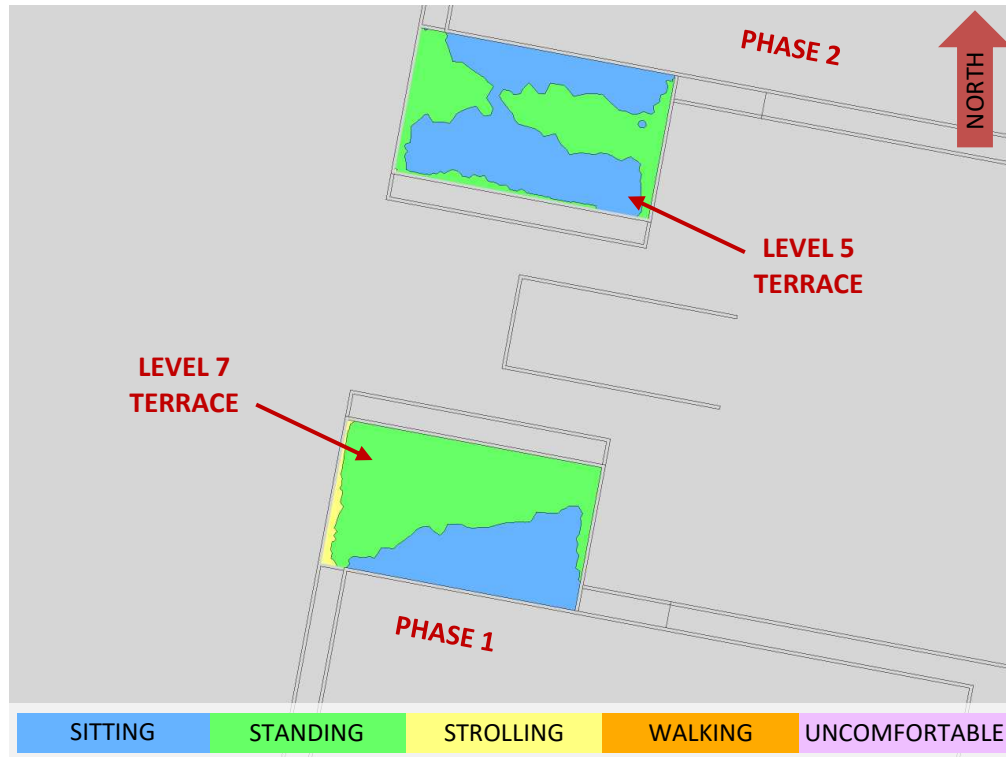 PHASE 2
NORTH
LEVEL 5
TERRACE
LEVEL 7
TERRACE
PHASE 1
SITTING
STANDING
STROLLING
WALKING
UNCOMFORTABLE